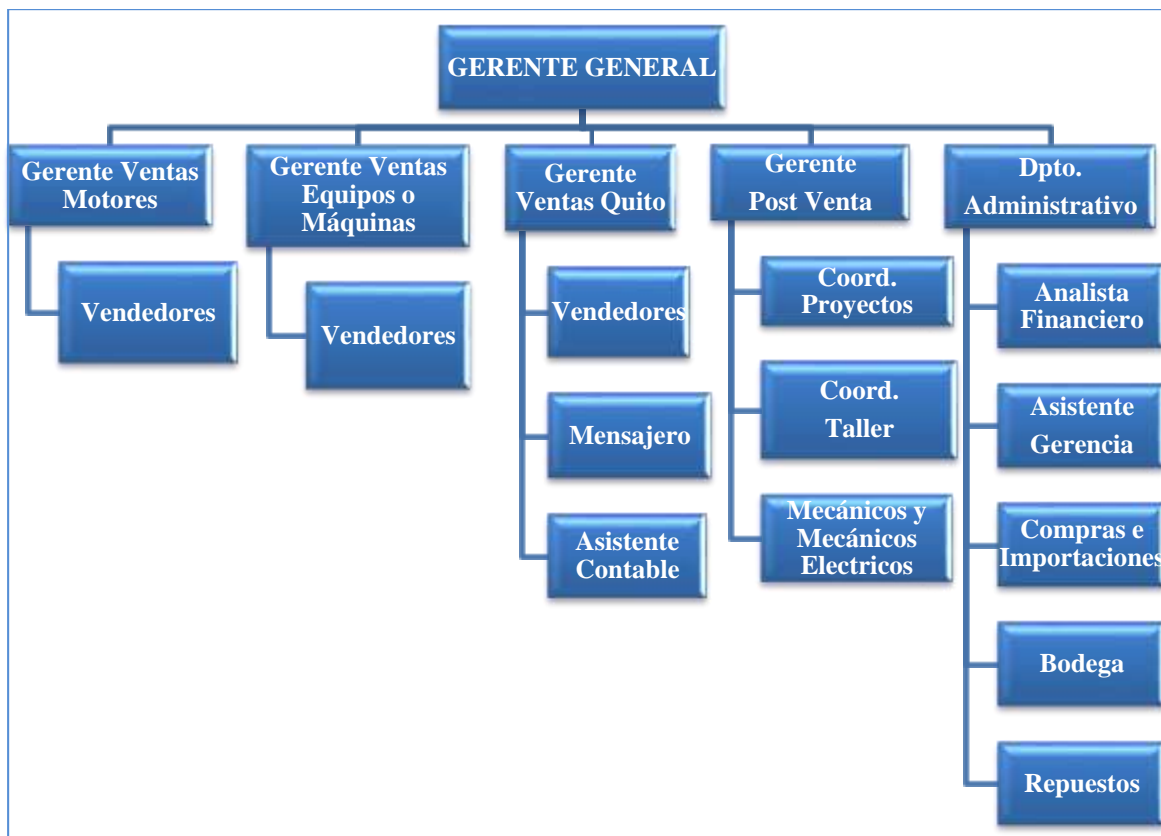 GERENTE GENERAL
Gerente Ventas
Motores
Vendedores
Gerente Ventas
Equipos o
Máquinas
Vendedores
Gerente
Ventas Quito
Vendedores
Mensajero
Asistente
Contable
Gerente
Post Venta
Coord.
Proyectos
Coord.
Taller
Mecánicos y
Mecánicos
Electricos
Dpto.
Administrativo
Analista
Financiero
Asistente
Gerencia
Compras e
Importaciones
Bodega
Repuestos